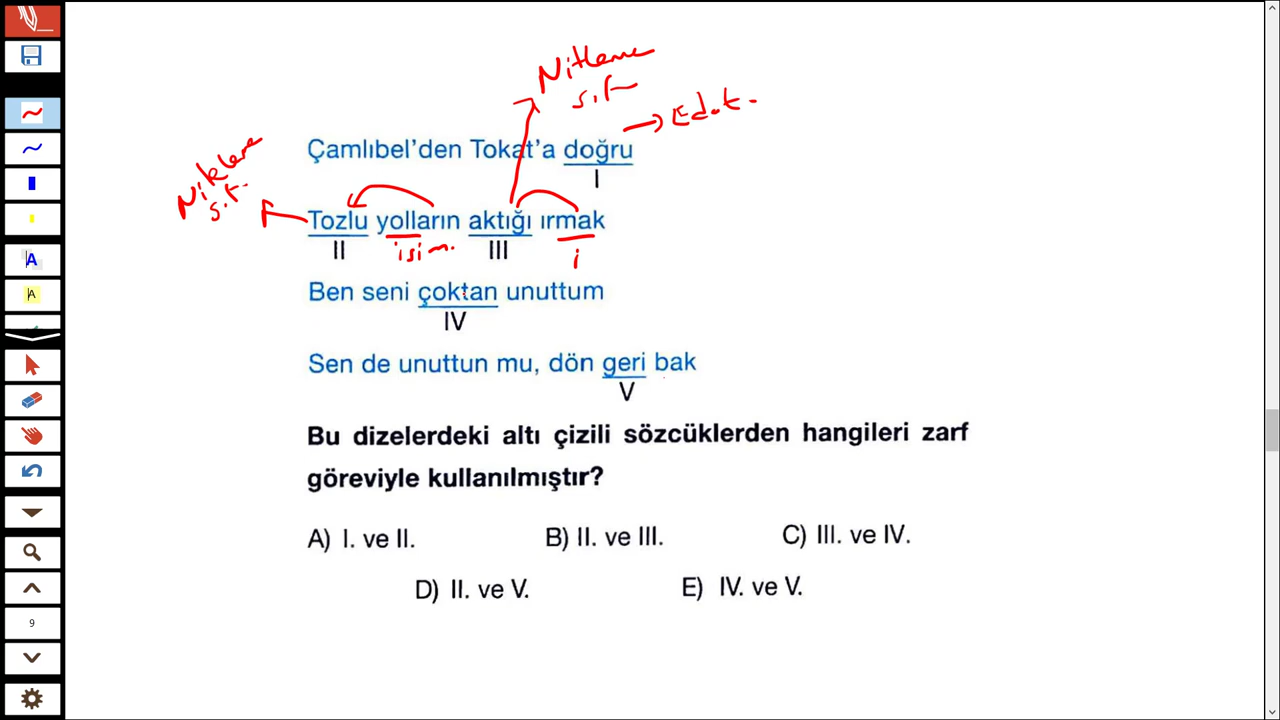 Nitleme
sıf
→ Edat.
Çamlıbel'den Tokat'a doğru
I
Nitleme
sıf.
Tozlu yolların aktığı ırmak
II isim. III i
Ben seni çoktan unuttum
IV
Sen de unuttun mu, dön geri bak
V
Bu dizelerdeki altı çizili sözcüklerden hangileri zarf
göreviyle kullanılmıştır?
A) I. ve II. B) II. ve III. C) III. ve IV.
D) II. ve V. E) IV. ve V.
A
A
9